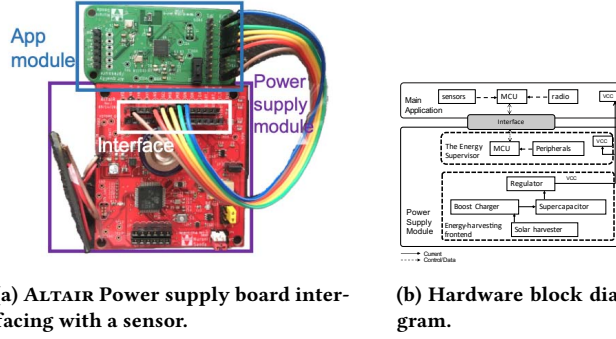 App
module
Power
supply
module
Interface
(a) ALTAIR Power supply board inter-
facing with a sensor.
Main
Application
sensors
MCU
radio
VCC
Interface
The Energy
Supervisor
MCU
Peripherals
VCC
Regulator
VCC
Boost Charger
Supercapacitor
Power
Supply
Module
Energy-harvesting
frontend
Solar harvester
Current
Control/Data
(b) Hardware block dia-
gram.